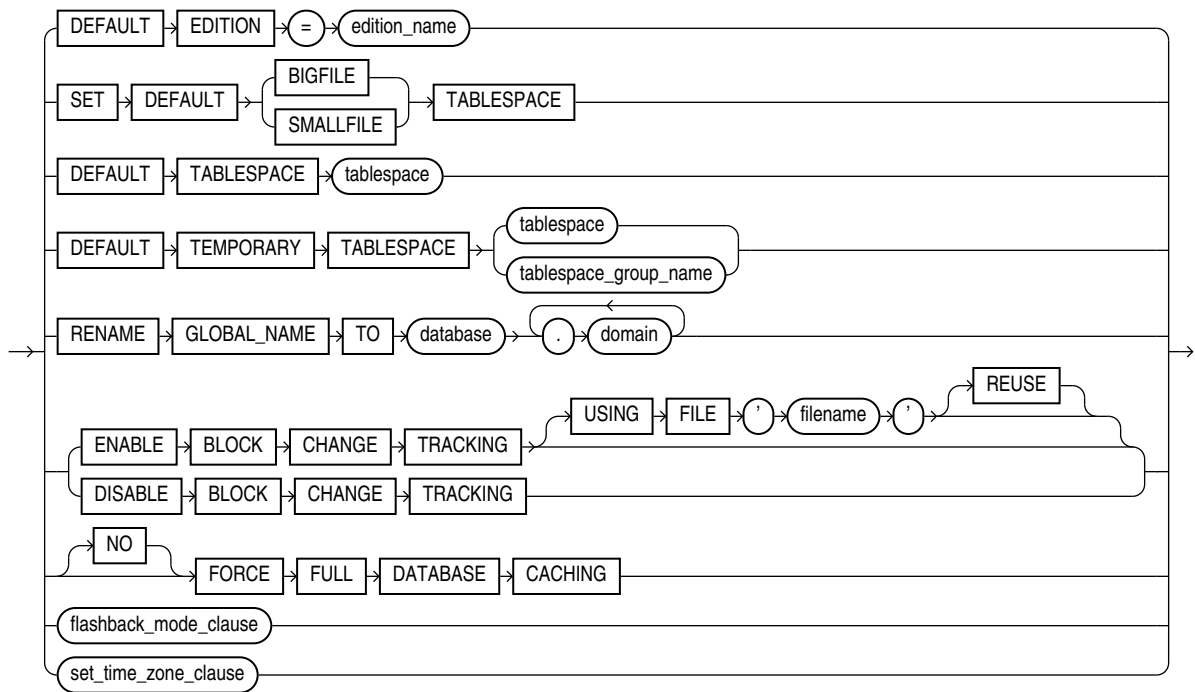 DEFAULT EDITION = edition_name
SET DEFAULT BIGFILE TABLESPACE
SMALLFILE
DEFAULT TABLESPACE tablespace
DEFAULT TEMPORARY TABLESPACE tablespace
tablespace_group_name
RENAME GLOBAL_NAME TO database . domain
ENABLE BLOCK CHANGE TRACKING USING FILE ’ filename ’ REUSE
DISABLE BLOCK CHANGE TRACKING
NO FORCE FULL DATABASE CACHING
flashback_mode_clause
set_time_zone_clause